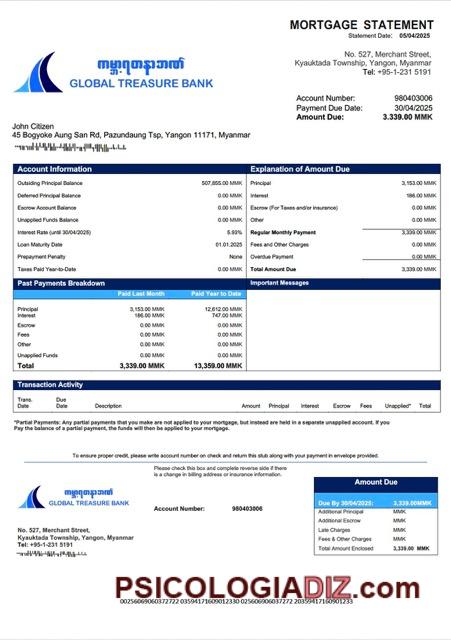 MORTGAGE STATEMENT
Statement Date: 05/04/2025
ကမ္ဘာ့ရတနာဘဏ်
GLOBAL TREASURE BANK
No. 527, Merchant Street,
Kyauktada Township, Yangon, Myanmar
Tel: +95-1-231 5191
Account Number: 980403006
Payment Due Date: 30/04/2025
Amount Due: 3.339.00 MMK
John Citizen
45 Bogyoke Aung San Rd, Pazundaung Tsp, Yangon 11171, Myanmar
Account Information
Outsiding Principal Balance 507,855.00 MMK
Deferred Principal Balance 0.00 MMK
Escrow Account Balance 0.00 MMK
Unapplied Funds Balance 0.00 MMK
Interest Rate (until 30/04/2025) 5.93%
Loan Maturity Date 01.01.2025
Prepayment Penalty None
Taxes Paid Year-to-Date 0.00 MMK
Explanation of Amount Due
Principal 3,153.00 MMK
Interest 186.00 MMK
Escrow (For Taxes and/or insurance) 0.00 MMK
Other 0.00 MMK
Regular Monthly Payment 3,339.00 MMK
Fees and Other Charges 0.00 MMK
Overdue Payment 0.00 MMK
Total Amount Due 3,339.00 MMK
Past Payments Breakdown
Paid Last Month Paid Year to Date
Principal 3,153.00 MMK 12,612.00 MMK
Interest 186.00 MMK 747.00 MMK
Escrow 0.00 MMK 0.00 MMK
Fees 0.00 MMK 0.00 MMK
Other 0.00 MMK 0.00 MMK
Unapplied Funds 0.00 MMK 0.00 MMK
Total 3,339.00 MMK 13,359.00 MMK
Important Messages
Transaction Activity
Trans. Date Due Date Description Amount Principal Interest Escrow Fees Unapplied* Total
*Partial Payments: Any partial payments that you make are not applied to your mortgage, but instead are held in a separate unapplied account. If you
Pay the balance of a partial payment, the funds will then be applied to your mortgage.
To ensure proper credit, please write account number on check and return this stub along with your payment in envelope provided.
Please check this box and complete reverse side if there
is a change in billing address or insurance information.
ကမ္ဘာ့ရတနာဘဏ်
GLOBAL TREASURE BANK
Account Number: 980403006
No. 527, Merchant Street,
Kyauktada Township, Yangon, Myanmar
Tel: +95-1-231 5191
Amount Due
Due By 30/04/2025: 3,339.00MMK
Additional Principal MMK
Additional Escrow MMK
Late Charges MMK
Fees & Other Charges MMK
Total Amount Enclosed 3,339.00 MMK
PSICOLOGIADIZ.com